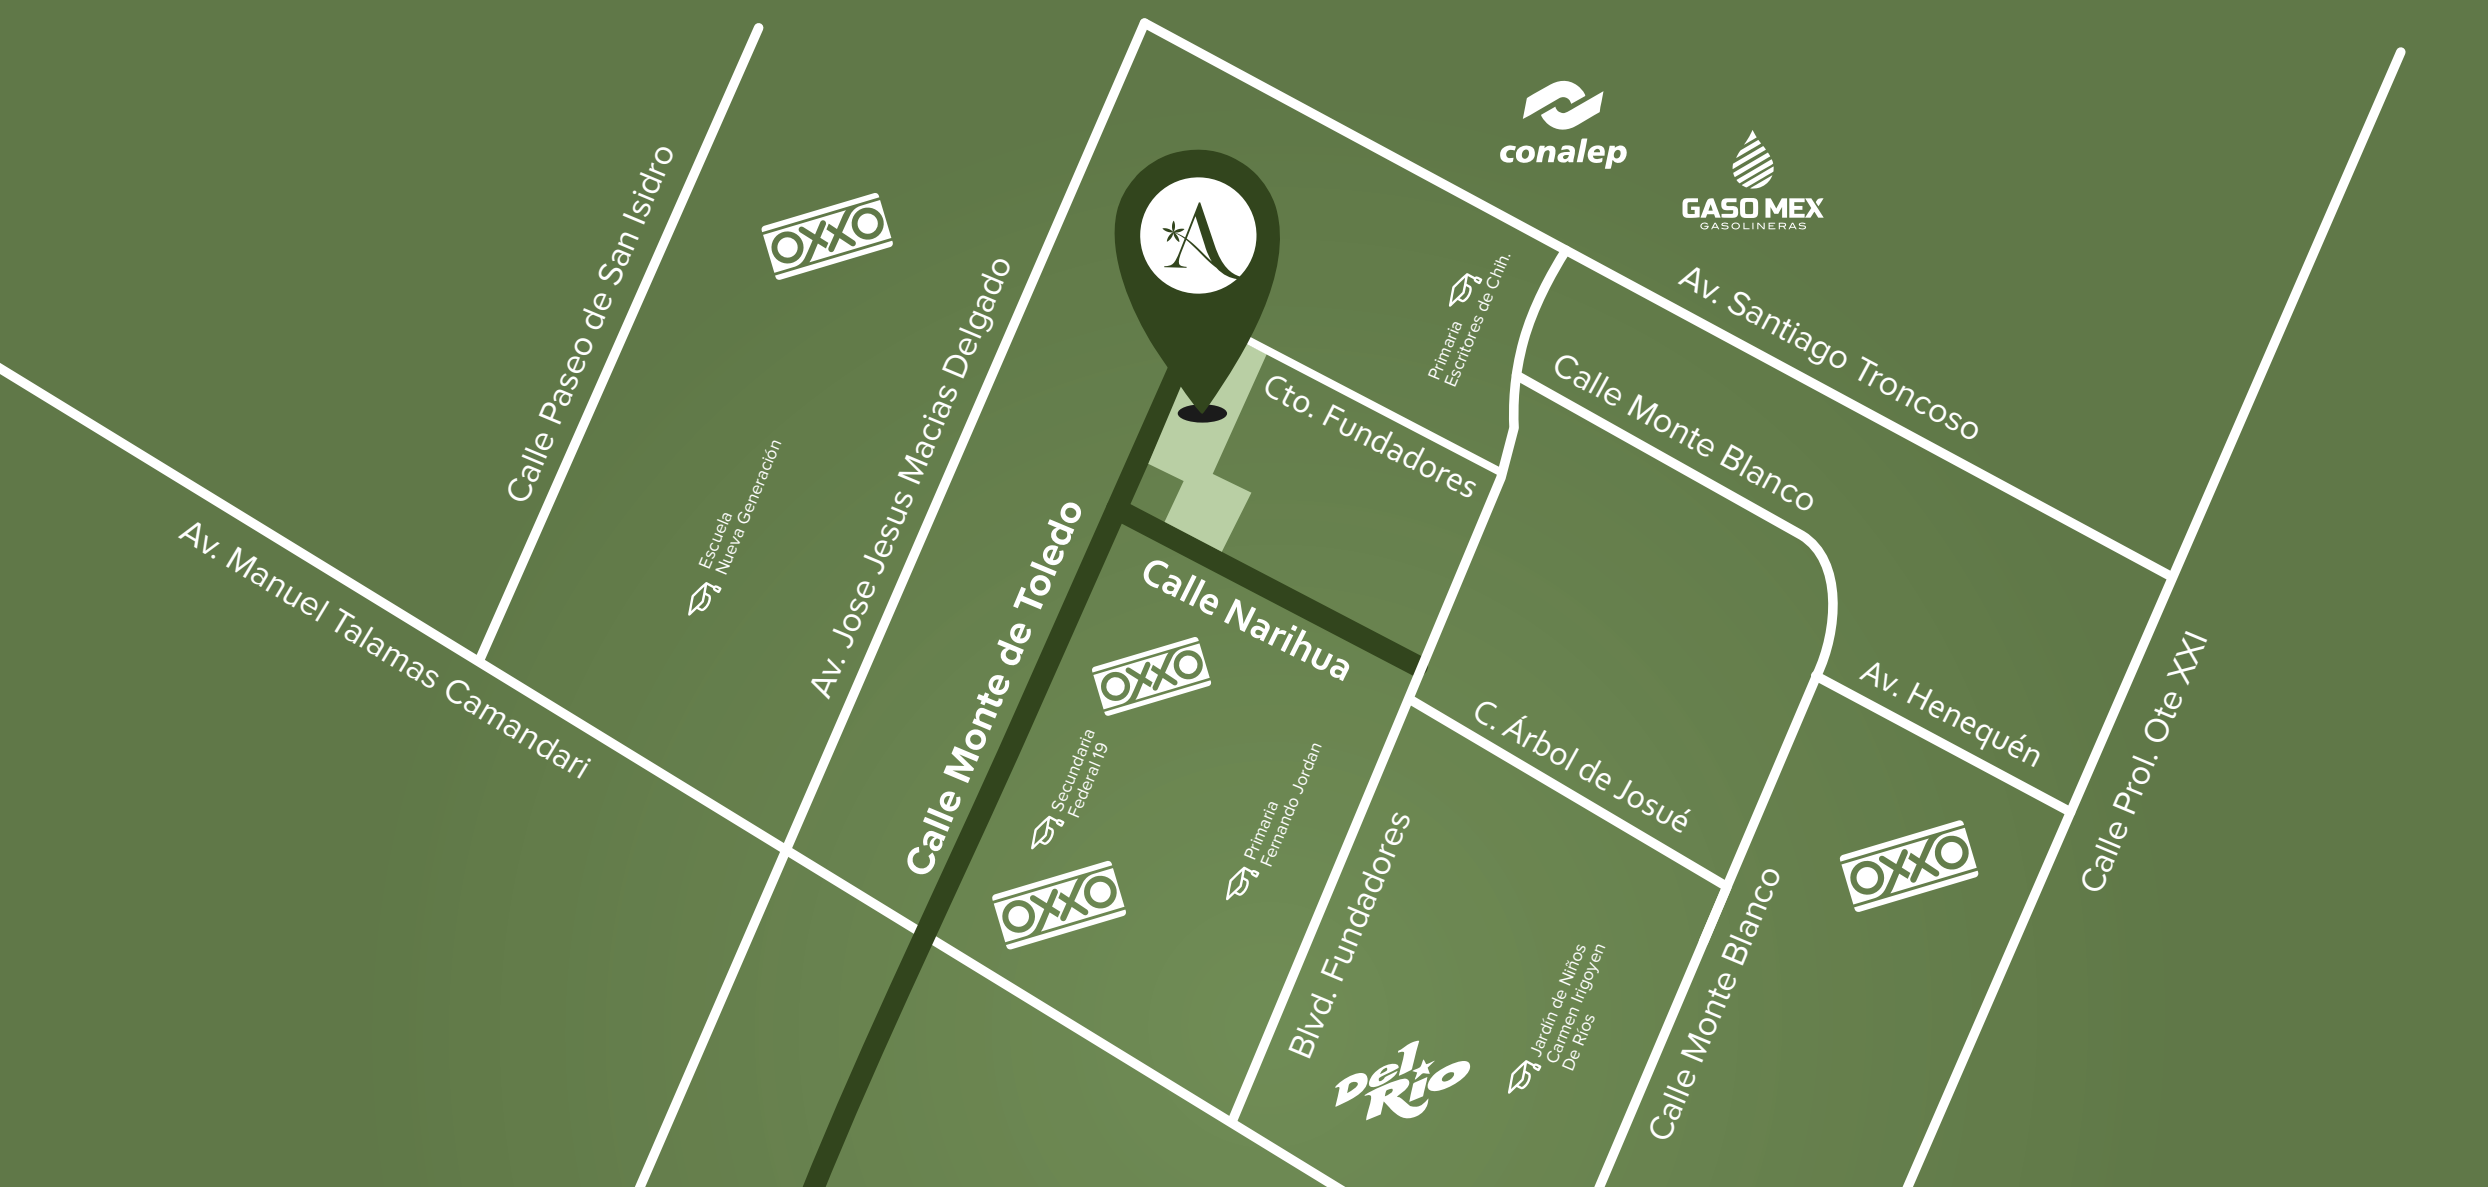 conalep
GASOMEX
GASOLINERAS
Calle Paseo de San Isidro
OXXO
A
Av. Jose Jesus Macias Delgado
Primaria
Escritores de Chih.
Av. Santiago Troncoso
Calle Monte Blanco
Cto. Fundadores
Escuela
Nueva Generación
Av. Manuel Talamas Camandari
Calle Monte de Toledo
Calle Narihua
OXXO
Secundaria
Federal 19
Primaria
Fernando Jordan
C. Árbol de Josué
Av. Henequén
Calle Prol. Ote XXI
OXXO
OXXO
Blvd. Fundadores
Calle Monte Blanco
Jardín de Niños
Carmen Irigoyen
De Ríos
Del Rio